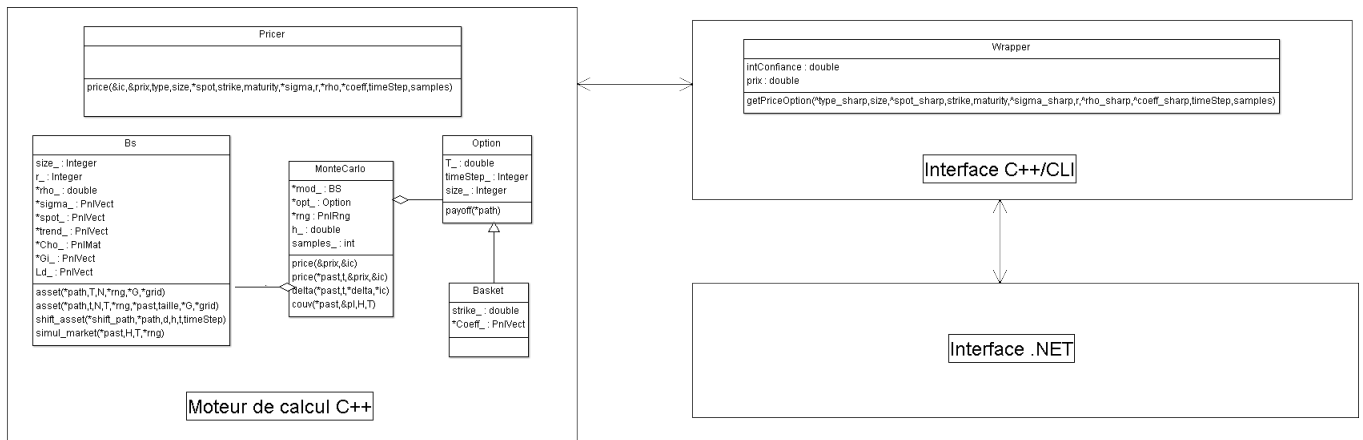 Pricer
price(&ic,&prix,type,size,*spot,strike,maturity,*sigma,r,*rho,*coeff,timeStep,samples)
Bs
size_ : Integer
r_ : Integer
*rho_ : double
*sigma_ : PnlVect
*spot_ : PnlVect
*trend_ : PnlVect
*Cho_ : PnlMat
*Gi_ : PnlVect
Ld_ : PnlVect
asset(*path,T,N,*rng,*G,*grid)
asset(*path,t,N,T,*rng,*past,taille,*G,*grid)
shift_asset(*shift_path,*path,d,h,t,timeStep)
simul_market(*past,H,T,*rng)
MonteCarlo
*mod_ : BS
*opt_ : Option
*rng : PnlRng
h_ : double
samples_ : int
price(&prix,&ic)
price(*past,t,&prix,&ic)
delta(*past,t,*delta,*ic)
couv(*past,&pl,H,T)
Option
T_ : double
timeStep_ : Integer
size_ : Integer
payoff(*path)
Basket
strike_ : double
*Coeff_ : PnlVect
Moteur de calcul C++
Wrapper
intConfiance : double
prix : double
getPriceOption(^type_sharp,size,^spot_sharp,strike,maturity,^sigma_sharp,r,^rho_sharp,^coeff_sharp,timeStep,samples)
Interface C++/CLI
Interface .NET